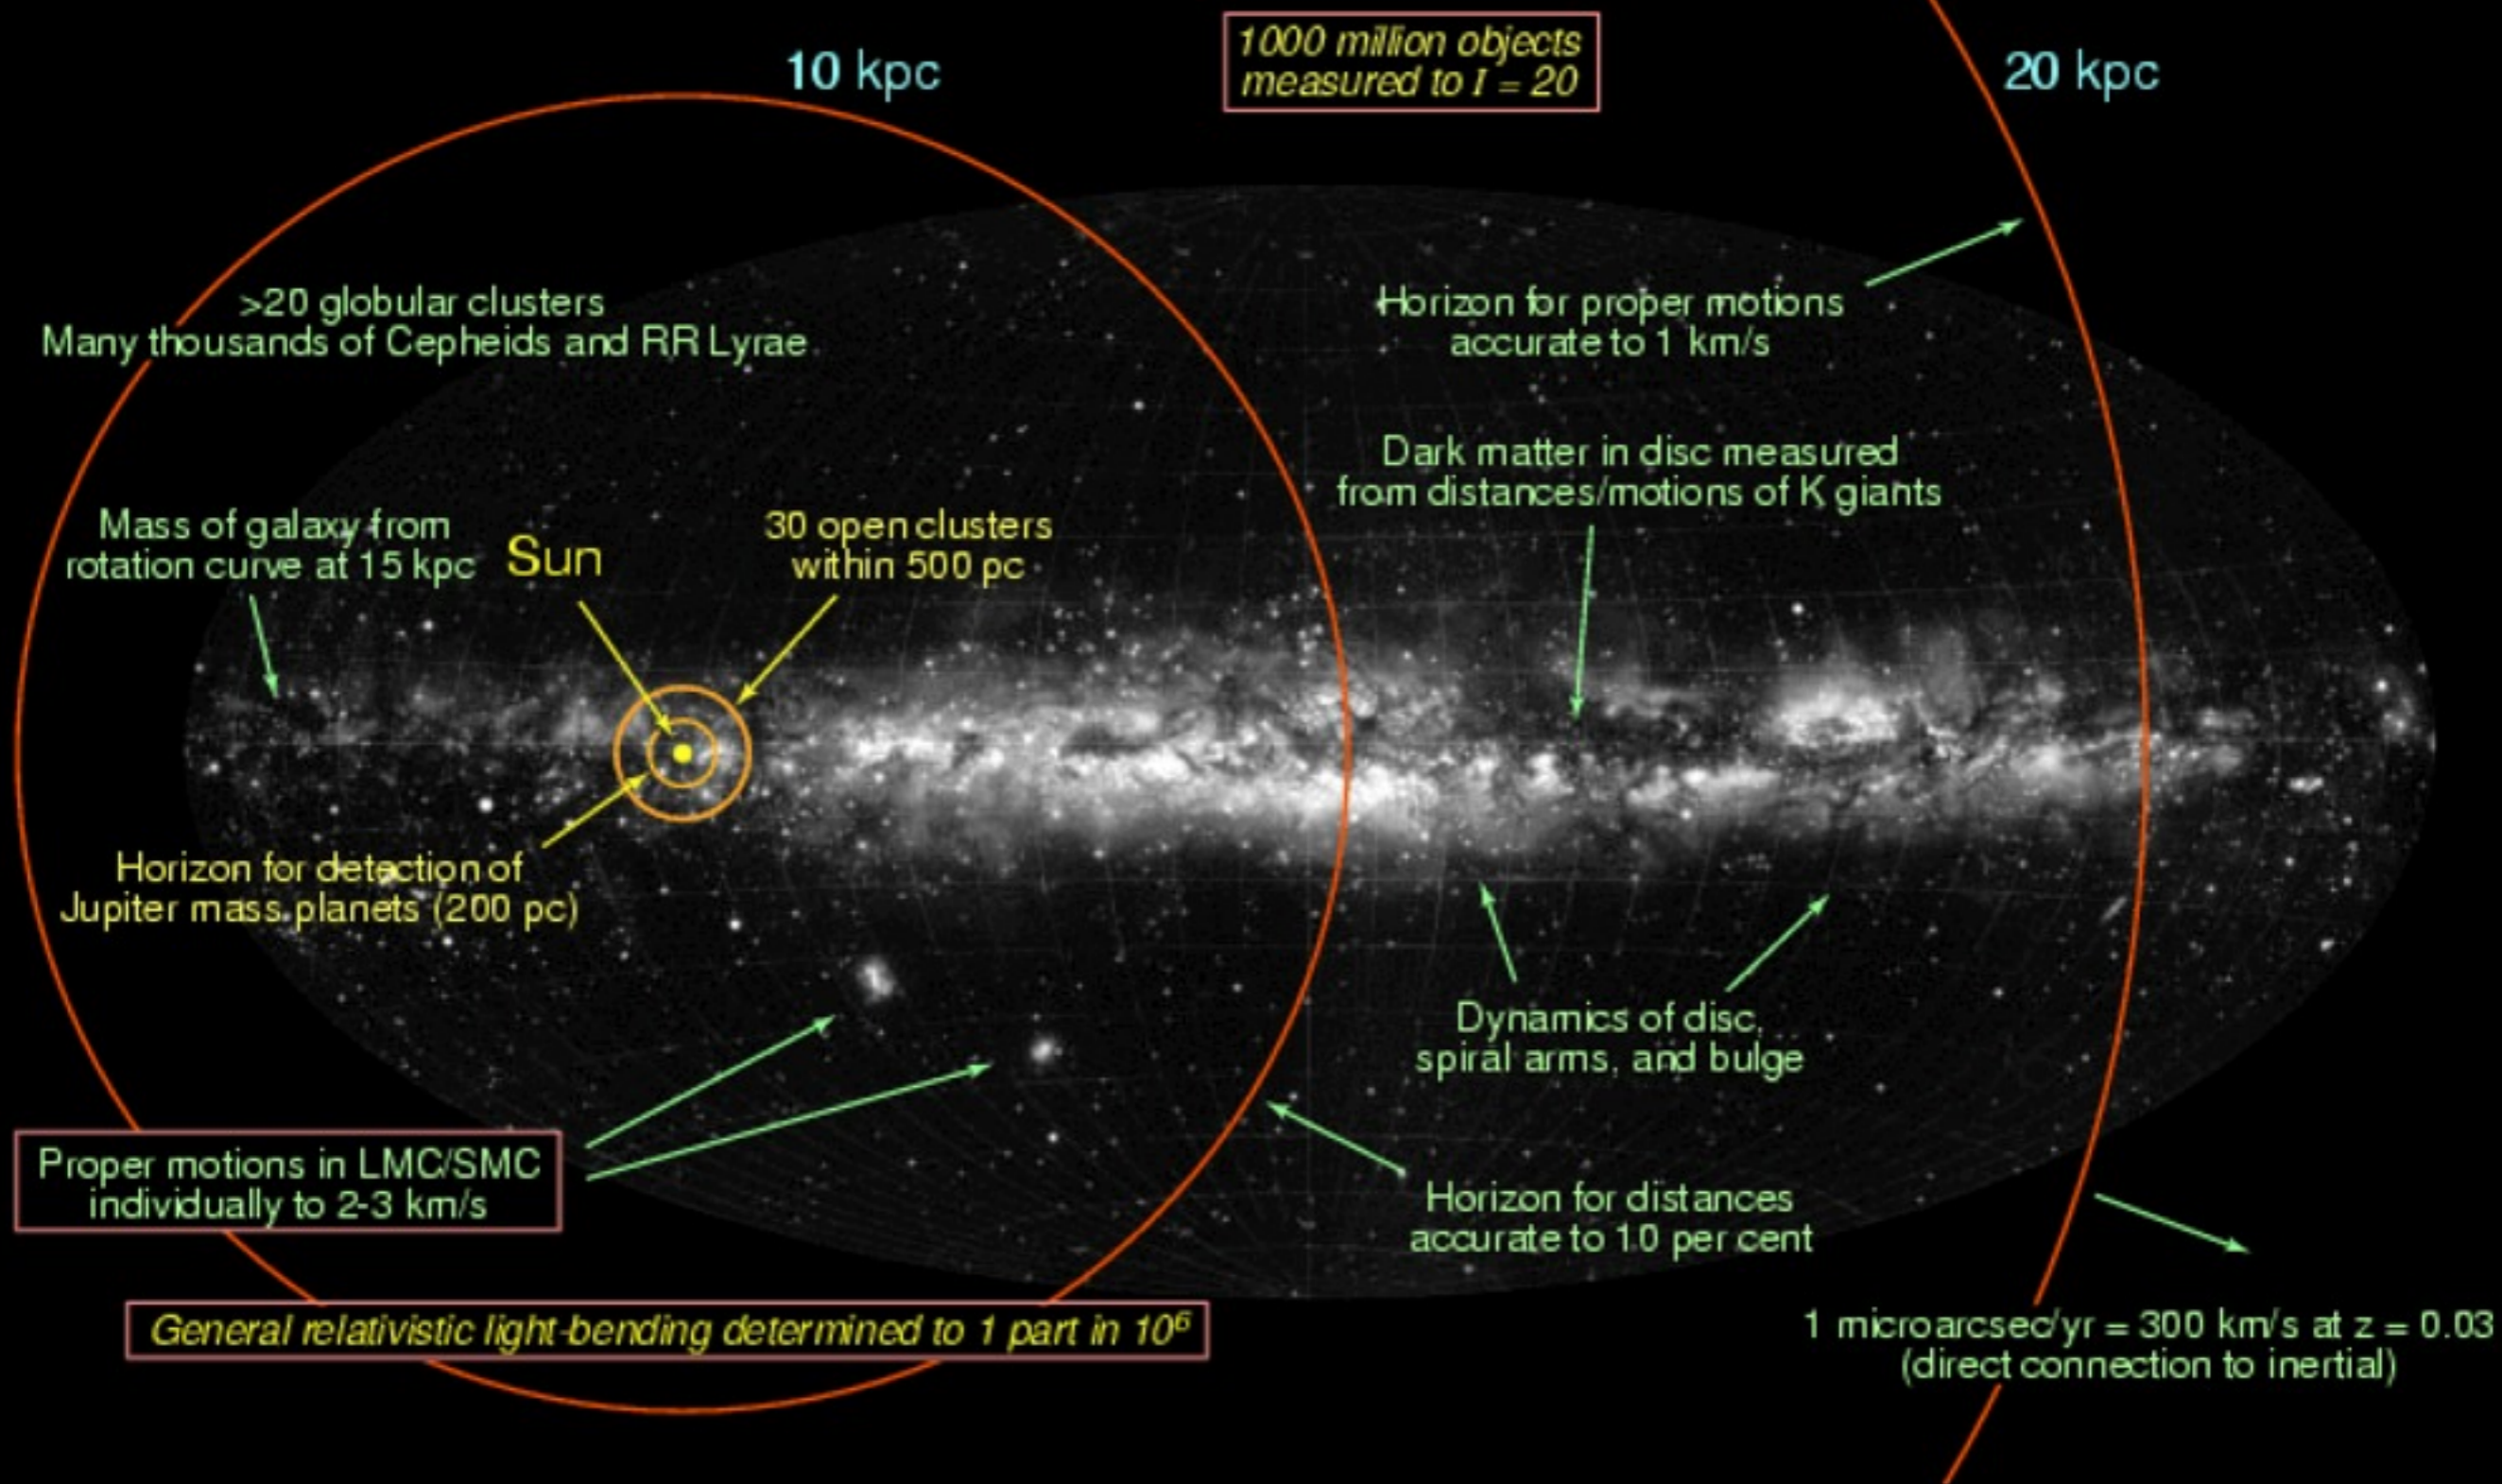 10 kpc
1000 million objects
measured to I = 20
20 kpc
>20 globular clusters
Many thousands of Cepheids and RR Lyrae
Horizon for proper motions
accurate to 1 km/s
Dark matter in disc measured
from distances/motions of K giants
Mass of galaxy from
rotation curve at 15 kpc
Sun
30 open clusters
within 500 pc
Horizon for detection of
Jupiter mass planets (200 pc)
Dynamics of disc,
spiral arms, and bulge
Proper motions in LMC/SMC
individually to 2-3 km/s
Horizon for distances
accurate to 10 per cent
General relativistic light-bending determined to 1 part in 10⁶
1 microarcsec/yr = 300 km/s at z = 0.03
(direct connection to inertial)